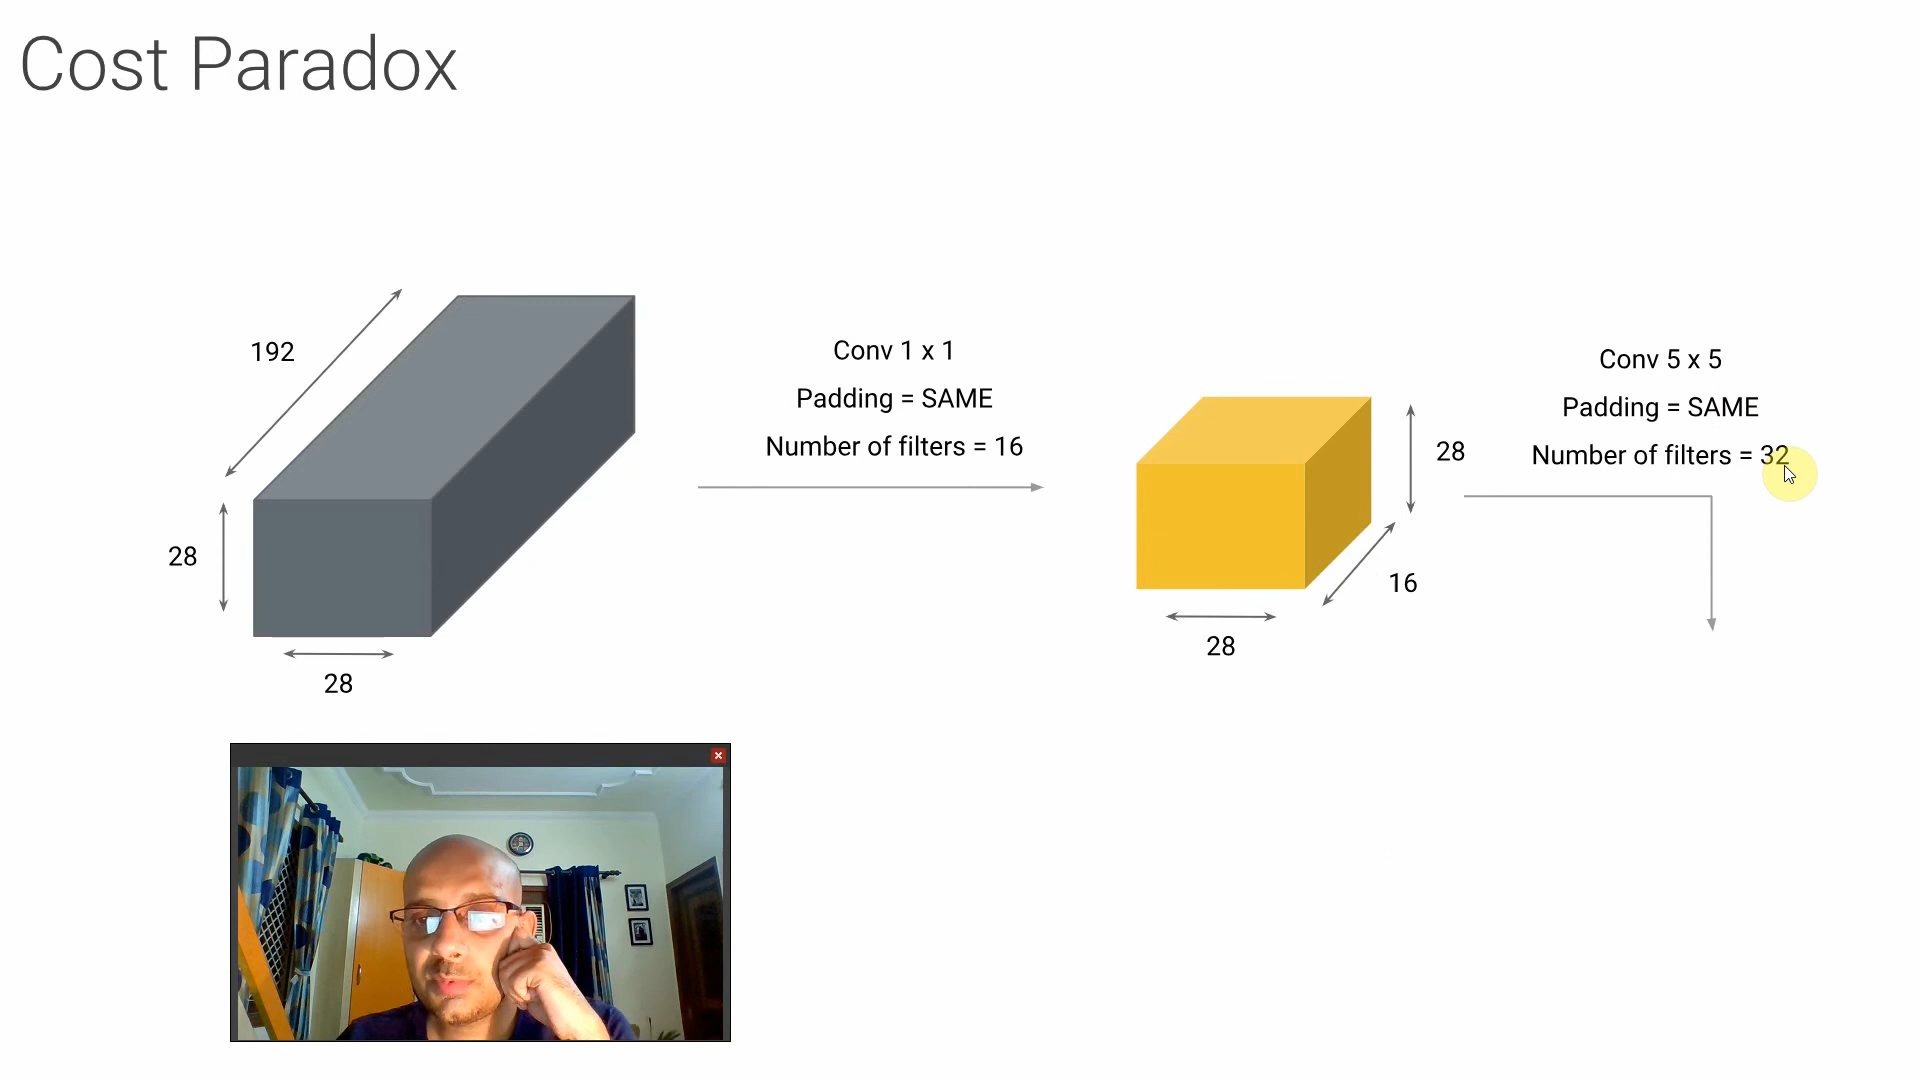 Cost Paradox
192
28
28
Conv 1 x 1
Padding = SAME
Number of filters = 16
28
16
28
Conv 5 x 5
Padding = SAME
Number of filters = 32